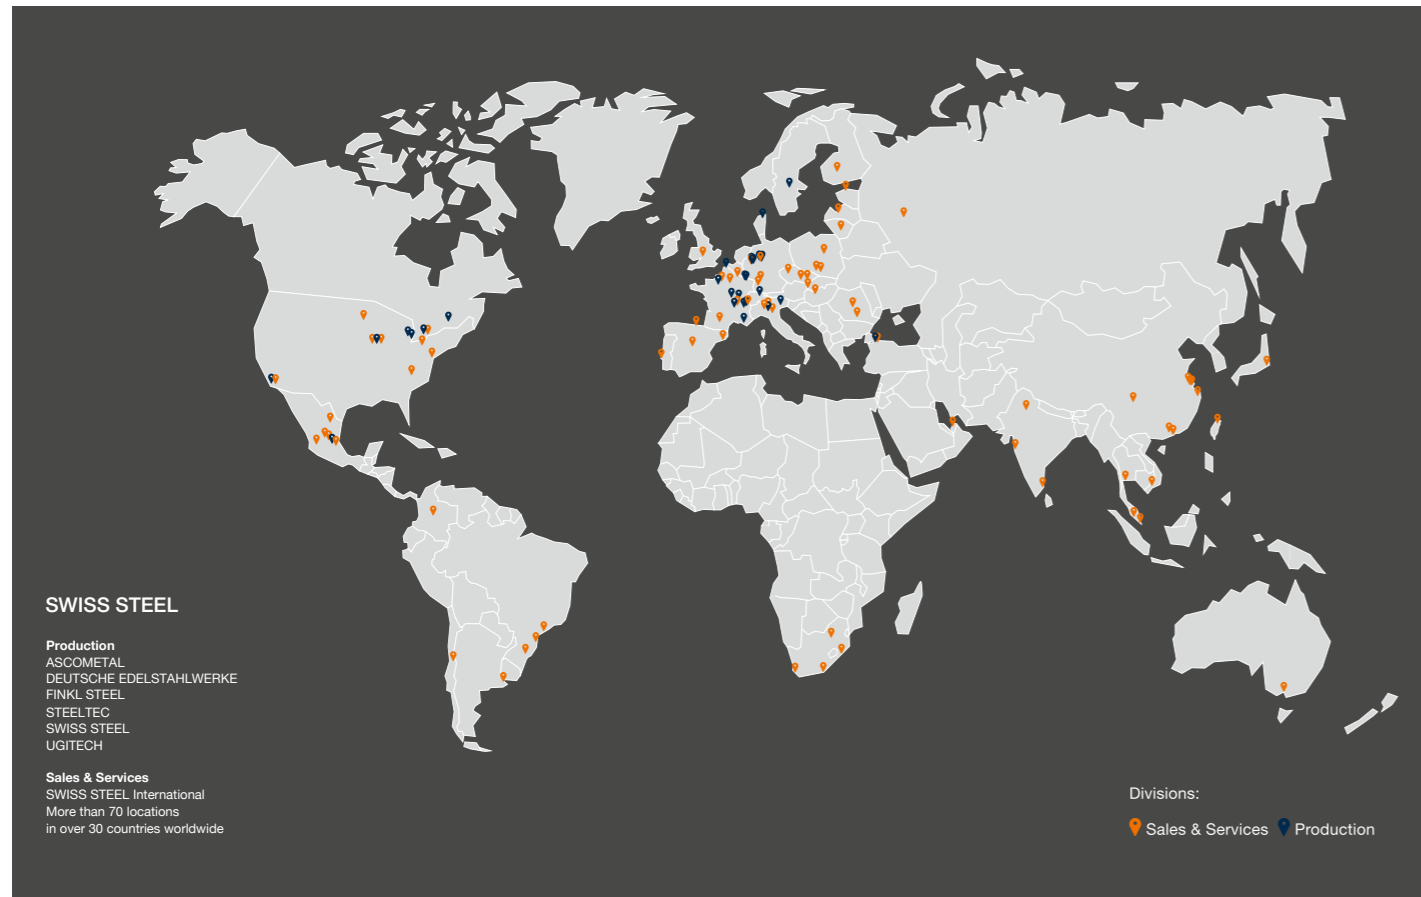 SWISS STEEL
Production
ASCOMETAL
DEUTSCHE EDELSTAHLWERKE
FINKL STEEL
STEELTEC
SWISS STEEL
UGITECH
Sales & Services
SWISS STEEL International
More than 70 locations
in over 30 countries worldwide
Divisions:
Sales & Services Production